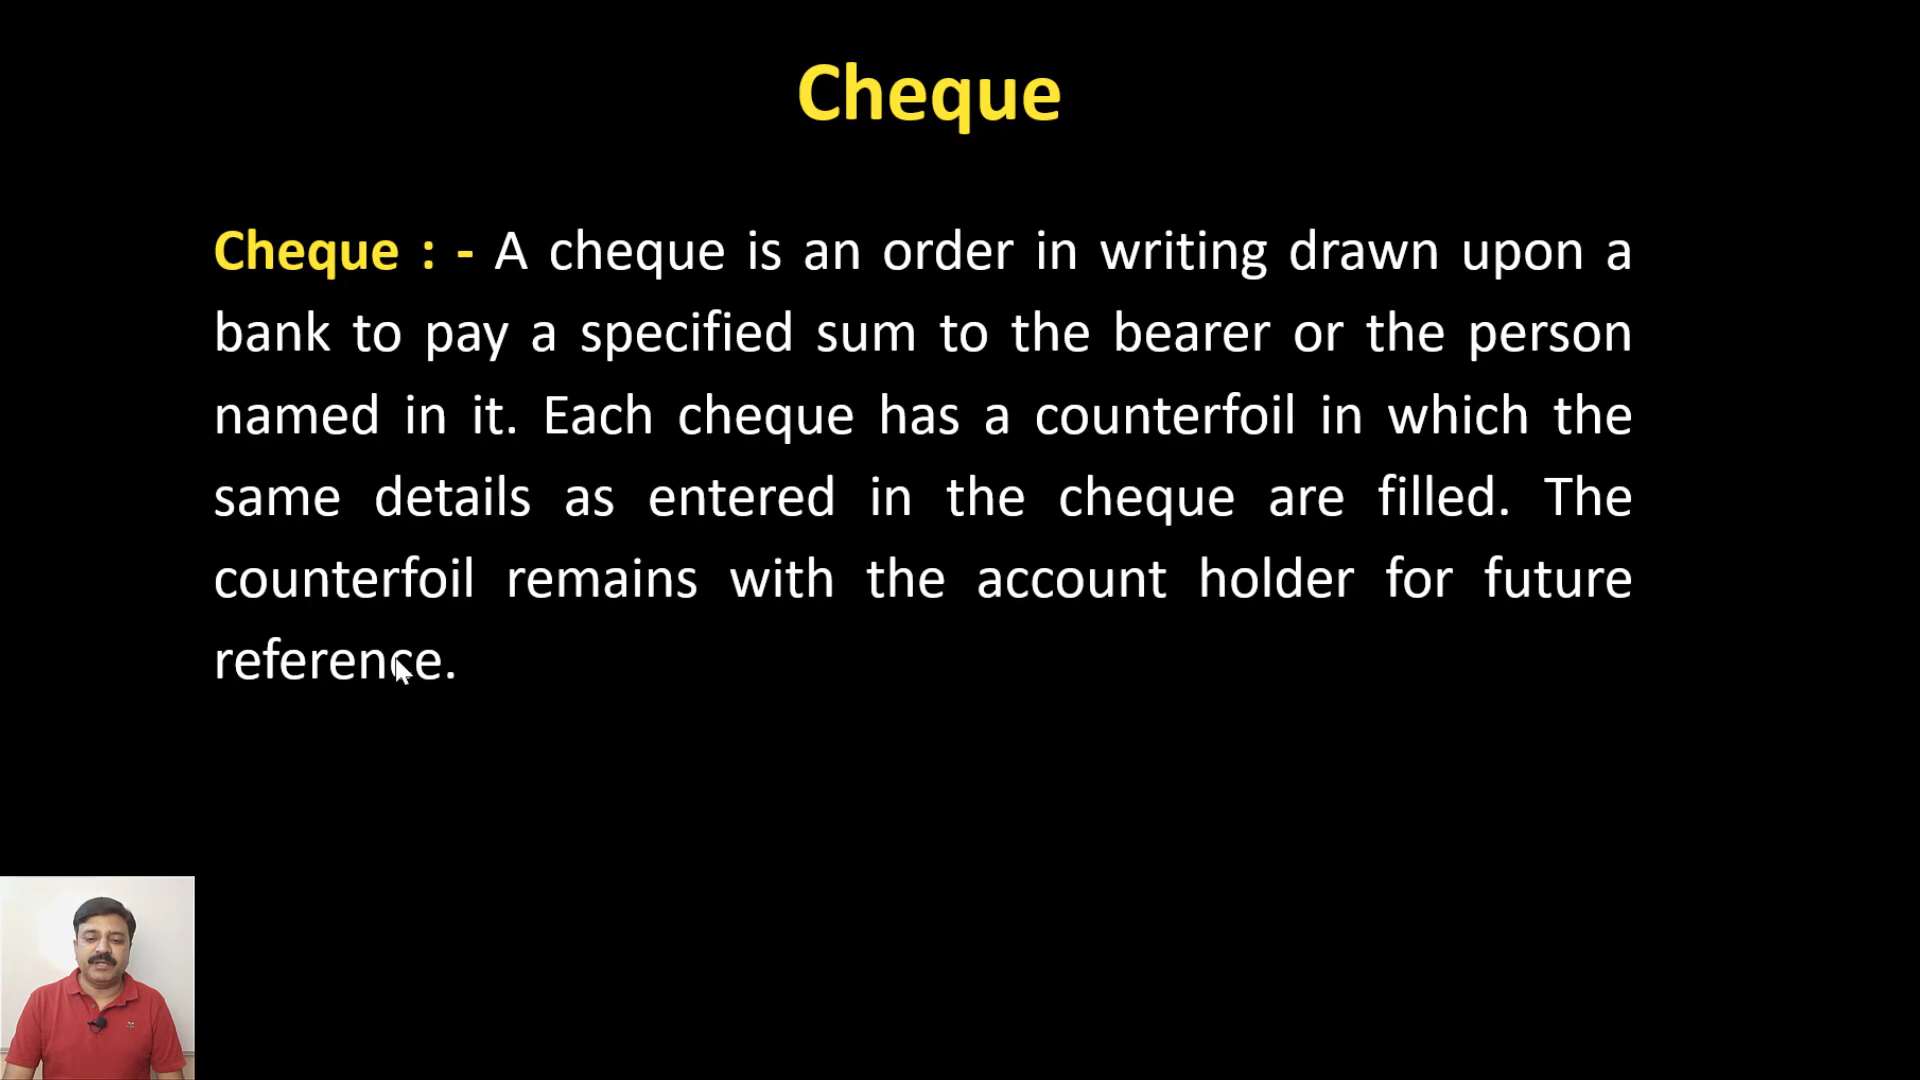 Cheque
Cheque : - A cheque is an order in writing drawn upon a
bank to pay a specified sum to the bearer or the person
named in it. Each cheque has a counterfoil in which the
same details as entered in the cheque are filled. The
counterfoil remains with the account holder for future
reference.